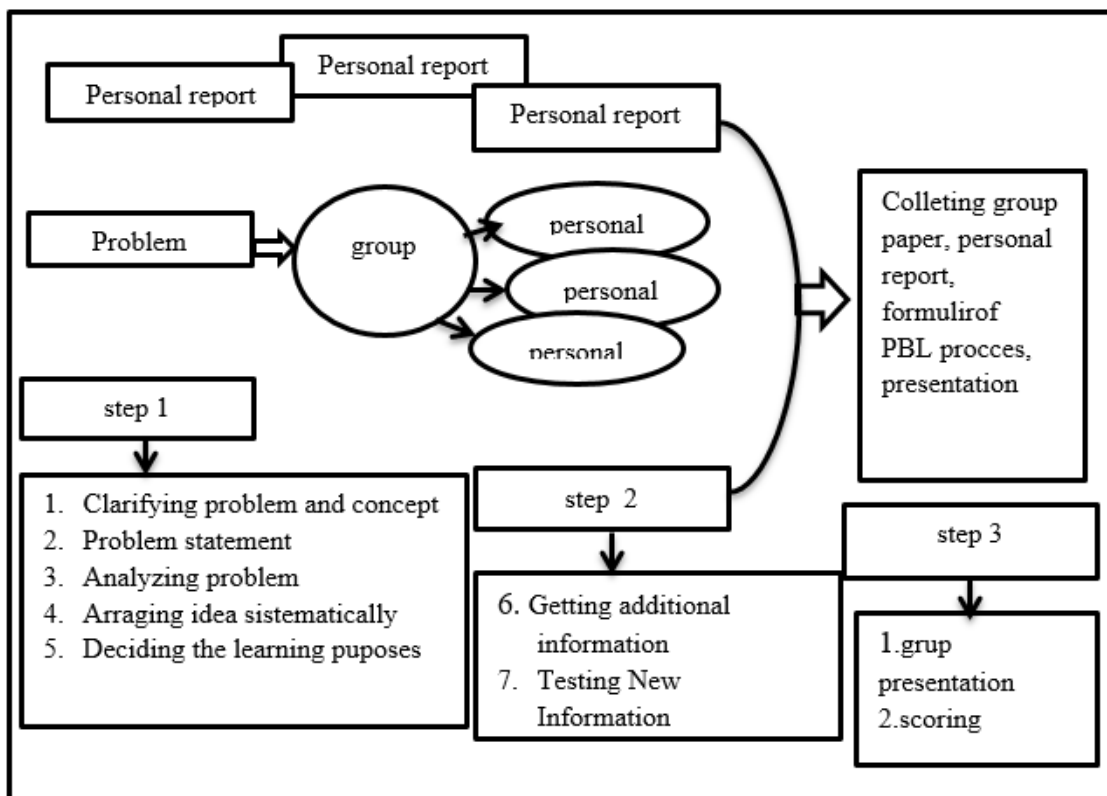 Personal report
Personal report
Personal report
Problem
group
personal
personal
personal
Colleting group
paper, personal
report,
formulirof
PBL procces,
presentation
step 1
1. Clarifying problem and concept
2. Problem statement
3. Analyzing problem
4. Arraging idea sistematically
5. Deciding the learning puposes
step 2
6. Getting additional
information
7. Testing New
Information
step 3
1.grup
presentation
2.scoring